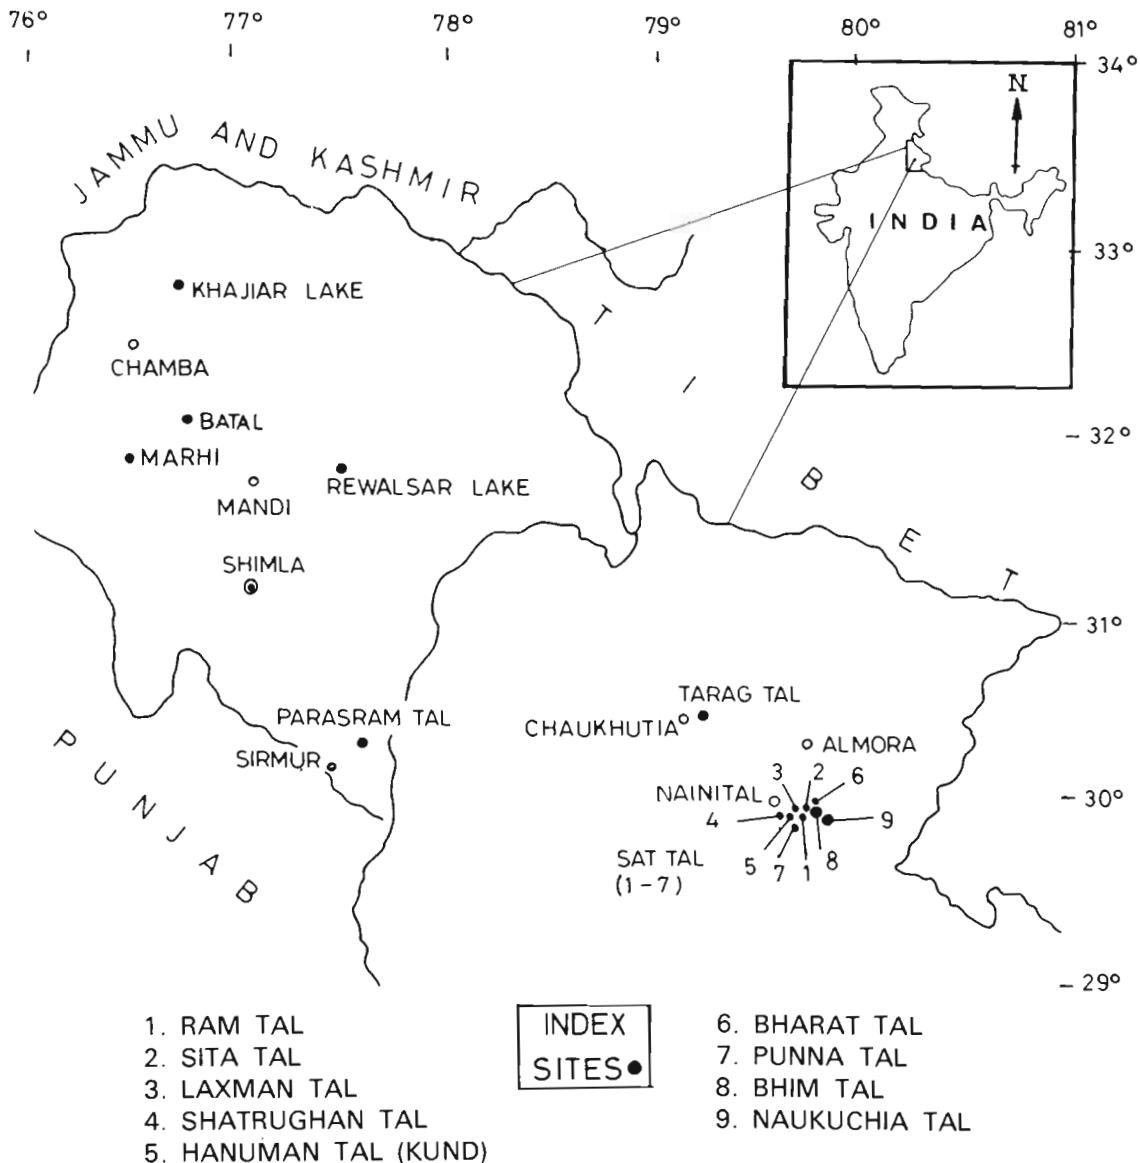 76° 77° 78° 79° 80° 81°
34°
N
JAMMU AND KASHMIR
INDIA
33°
KHAJIAR LAKE
TIBET
CHAMBA
32°
BATAL
MARHI
REWALSAR LAKE
MANDI
SHIMLA
31°
TARAG TAL
PARASRAM TAL
CHAUKHUTIA
ALMORA
SIRMUR
PUNJAB
3 2 6
NAINITAL
30°
4 9
SAT TAL 5 7 1 8
(1-7)
29°
1. RAM TAL
2. SITA TAL
3. LAXMAN TAL
4. SHATRUGHAN TAL
5. HANUMAN TAL (KUND)
INDEX
SITES
6. BHARAT TAL
7. PUNNA TAL
8. BHIM TAL
9. NAUKUCHIA TAL